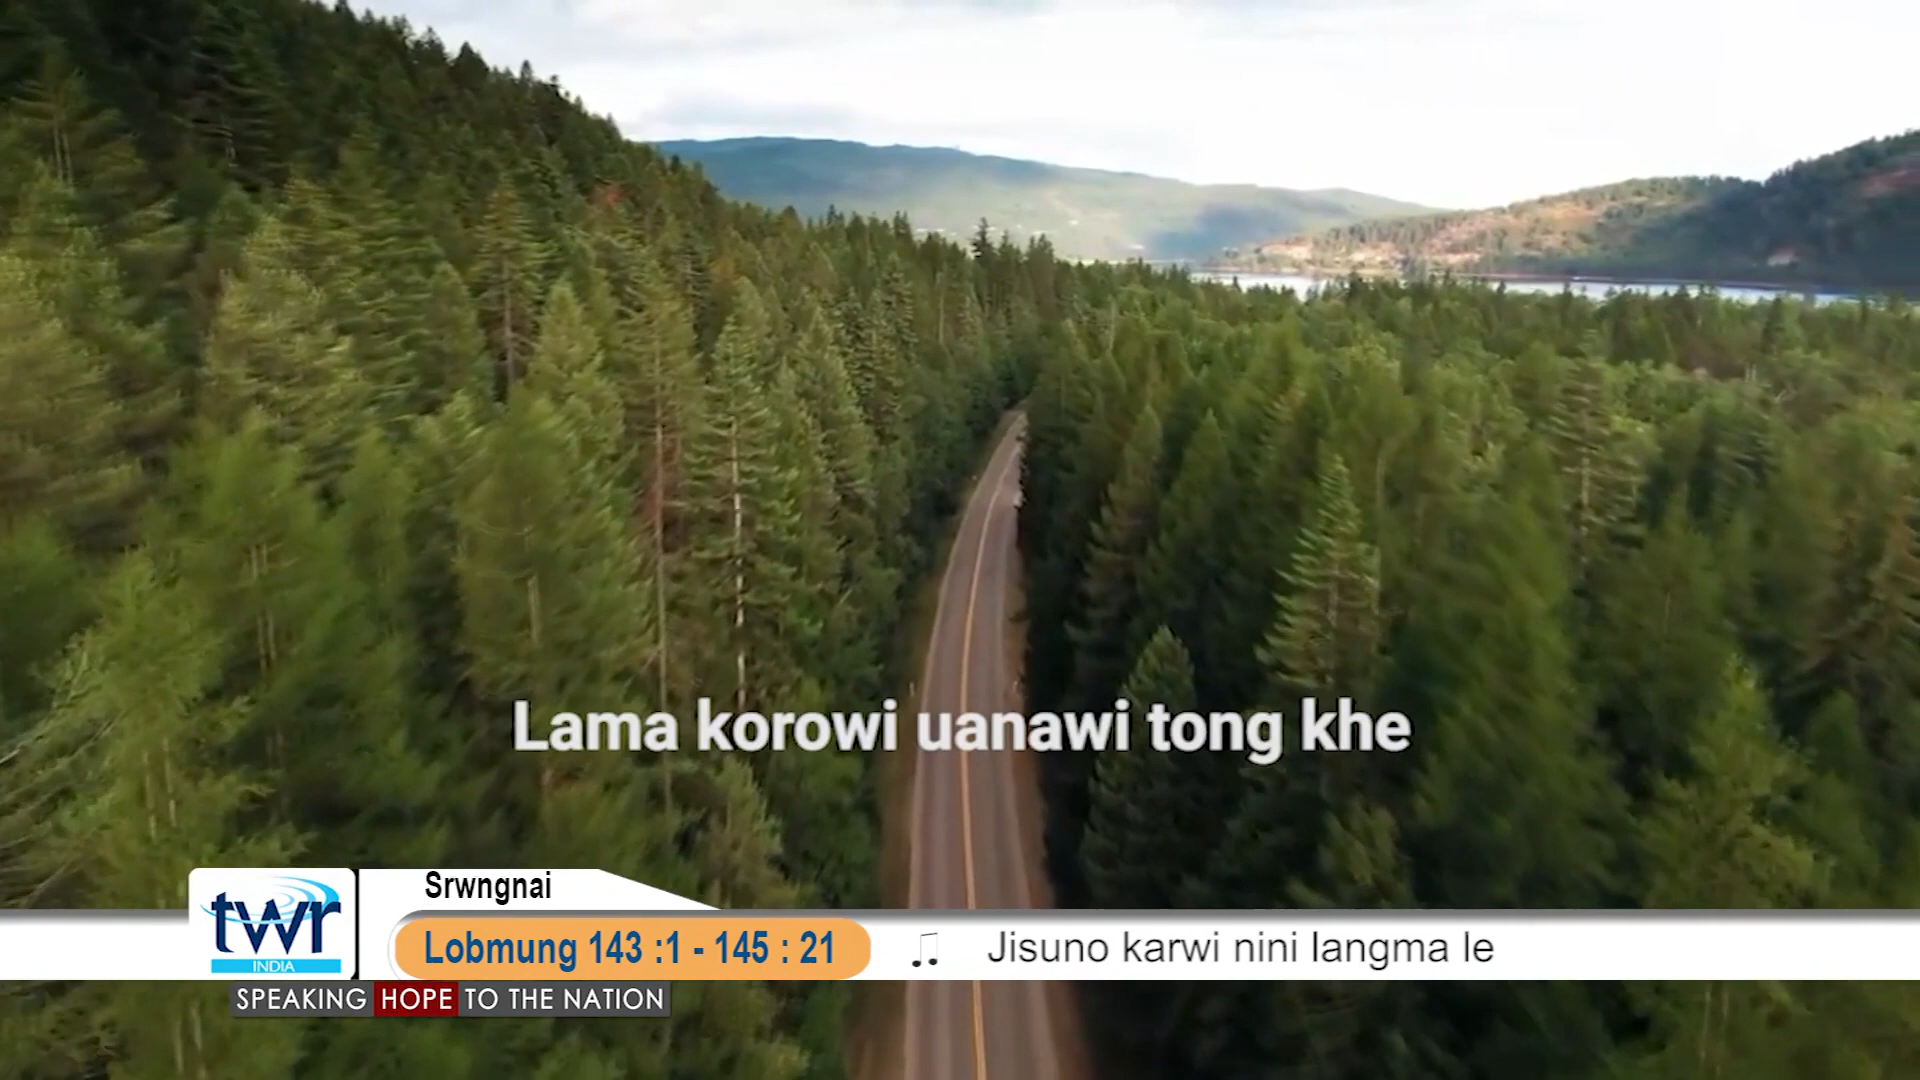 Lama korowi uanawi tong khe
Srwngnai
twr
INDIA
Lobmung 143 :1 - 145 : 21
♫ Jisuno karwi nini langma le
SPEAKING HOPE TO THE NATION